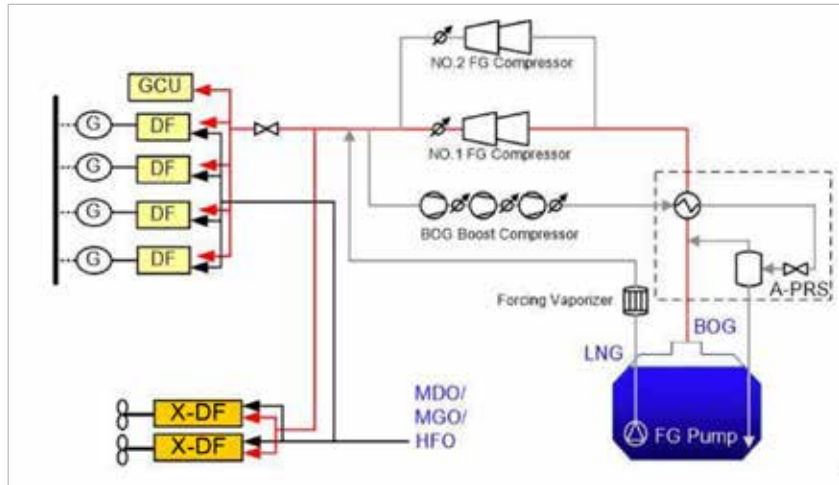 NO.2 FG Compressor
GCU
G
DF
NO.1 FG Compressor
G
DF
G
DF
BOG Boost Compressor
G
DF
A-PRS
Forcing Vaporizer
BOG
LNG
MDO/
MGO/
HFO
X-DF
X-DF
FG Pump